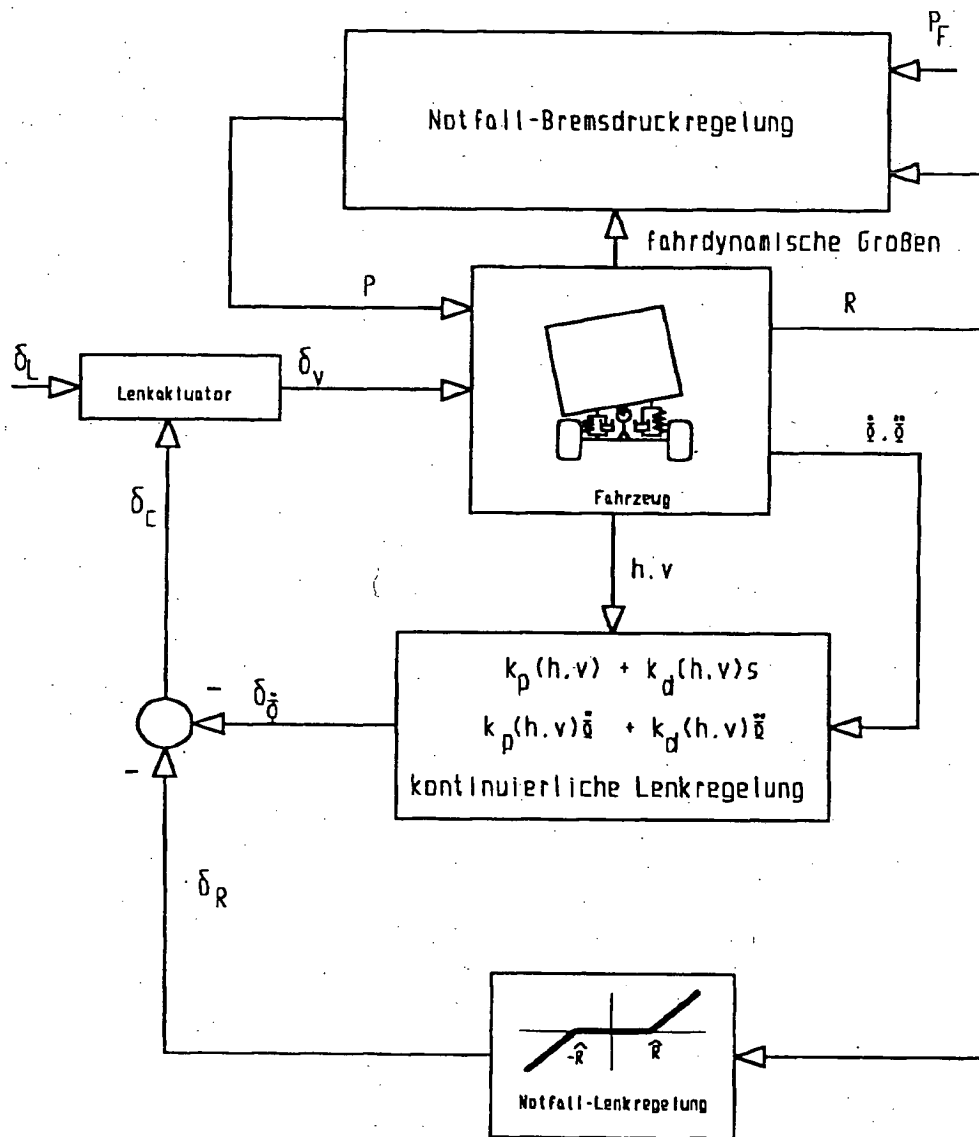 P_F
Notfall-Bremsdruckregelung
fahrdynamische Großen
P
R
δ_L
Lenkaktuator
δ_v
Φ̇, Φ̈
Fahrzeug
δ_C
h,v
k_p(h,v) + k_d(h,v)s
δ_Φ̇
k_p(h,v)Φ̇ + k_d(h,v)Φ̈
kontinuierliche Lenkregelung
-
-
δ_R
-R̂ R̂
Notfall-Lenkregelung